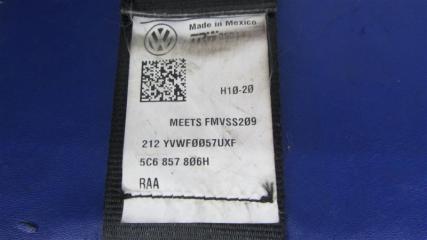 Made in Mexico
H10-20
MEETS FMVSS209
212 YVWF0057UXF
5C6 857 806H
RAA